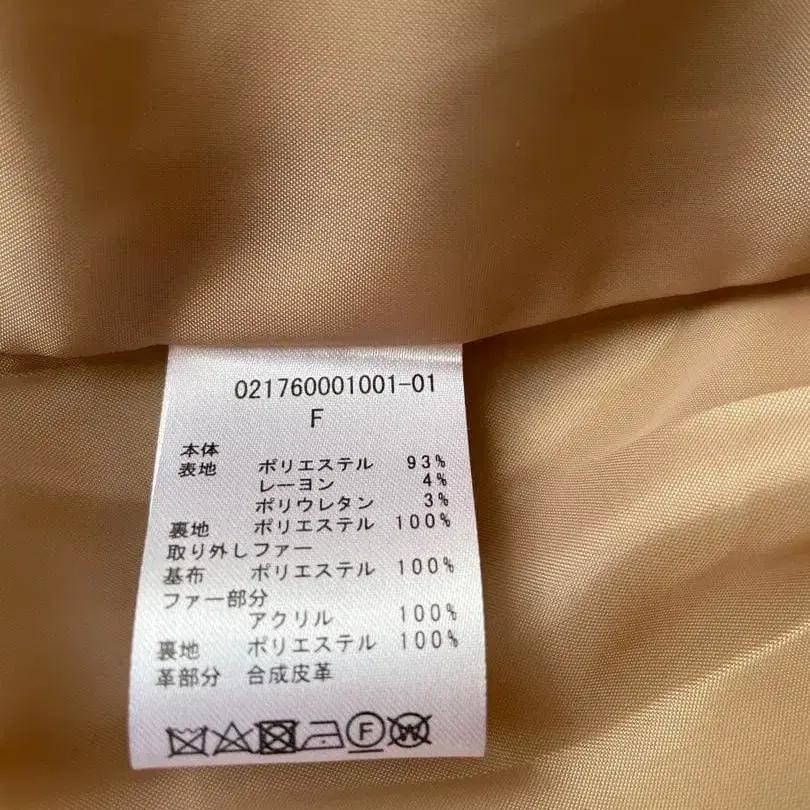 021760001001-01
F
本体
表地 ポリエステル 93%
レーヨン 4%
ポリウレタン 3%
裏地 ポリエステル 100%
取り外しファー
基布 ポリエステル 100%
ファー部分
アクリル 100%
裏地 ポリエステル 100%
革部分 合成皮革
F W